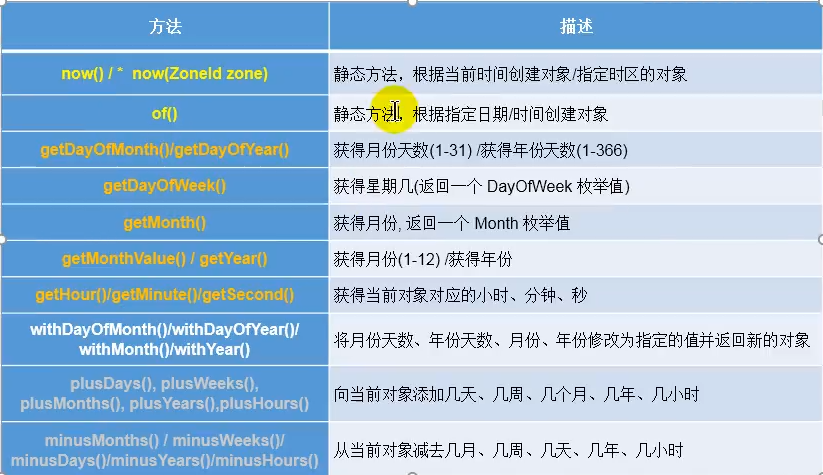 方法
描述
now() / * now(ZoneId zone)
静态方法，根据当前时间创建对象/指定时区的对象
of()
静态方法，根据指定日期/时间创建对象
getDayOfMonth()/getDayOfYear()
获得月份天数(1-31) /获得年份天数(1-366)
getDayOfWeek()
获得星期几(返回一个 DayOfWeek 枚举值)
getMonth()
获得月份, 返回一个 Month 枚举值
getMonthValue() / getYear()
获得月份(1-12) /获得年份
getHour()/getMinute()/getSecond()
获得当前对象对应的小时、分钟、秒
withDayOfMonth()/withDayOfYear()/
withMonth()/withYear()
将月份天数、年份天数、月份、年份修改为指定的值并返回新的对象
plusDays(), plusWeeks(),
plusMonths(), plusYears(),plusHours()
向当前对象添加几天、几周、几个月、几年、几小时
minusMonths() / minusWeeks()/
minusDays()/minusYears()/minusHours()
从当前对象减去几月、几周、几天、几年、几小时